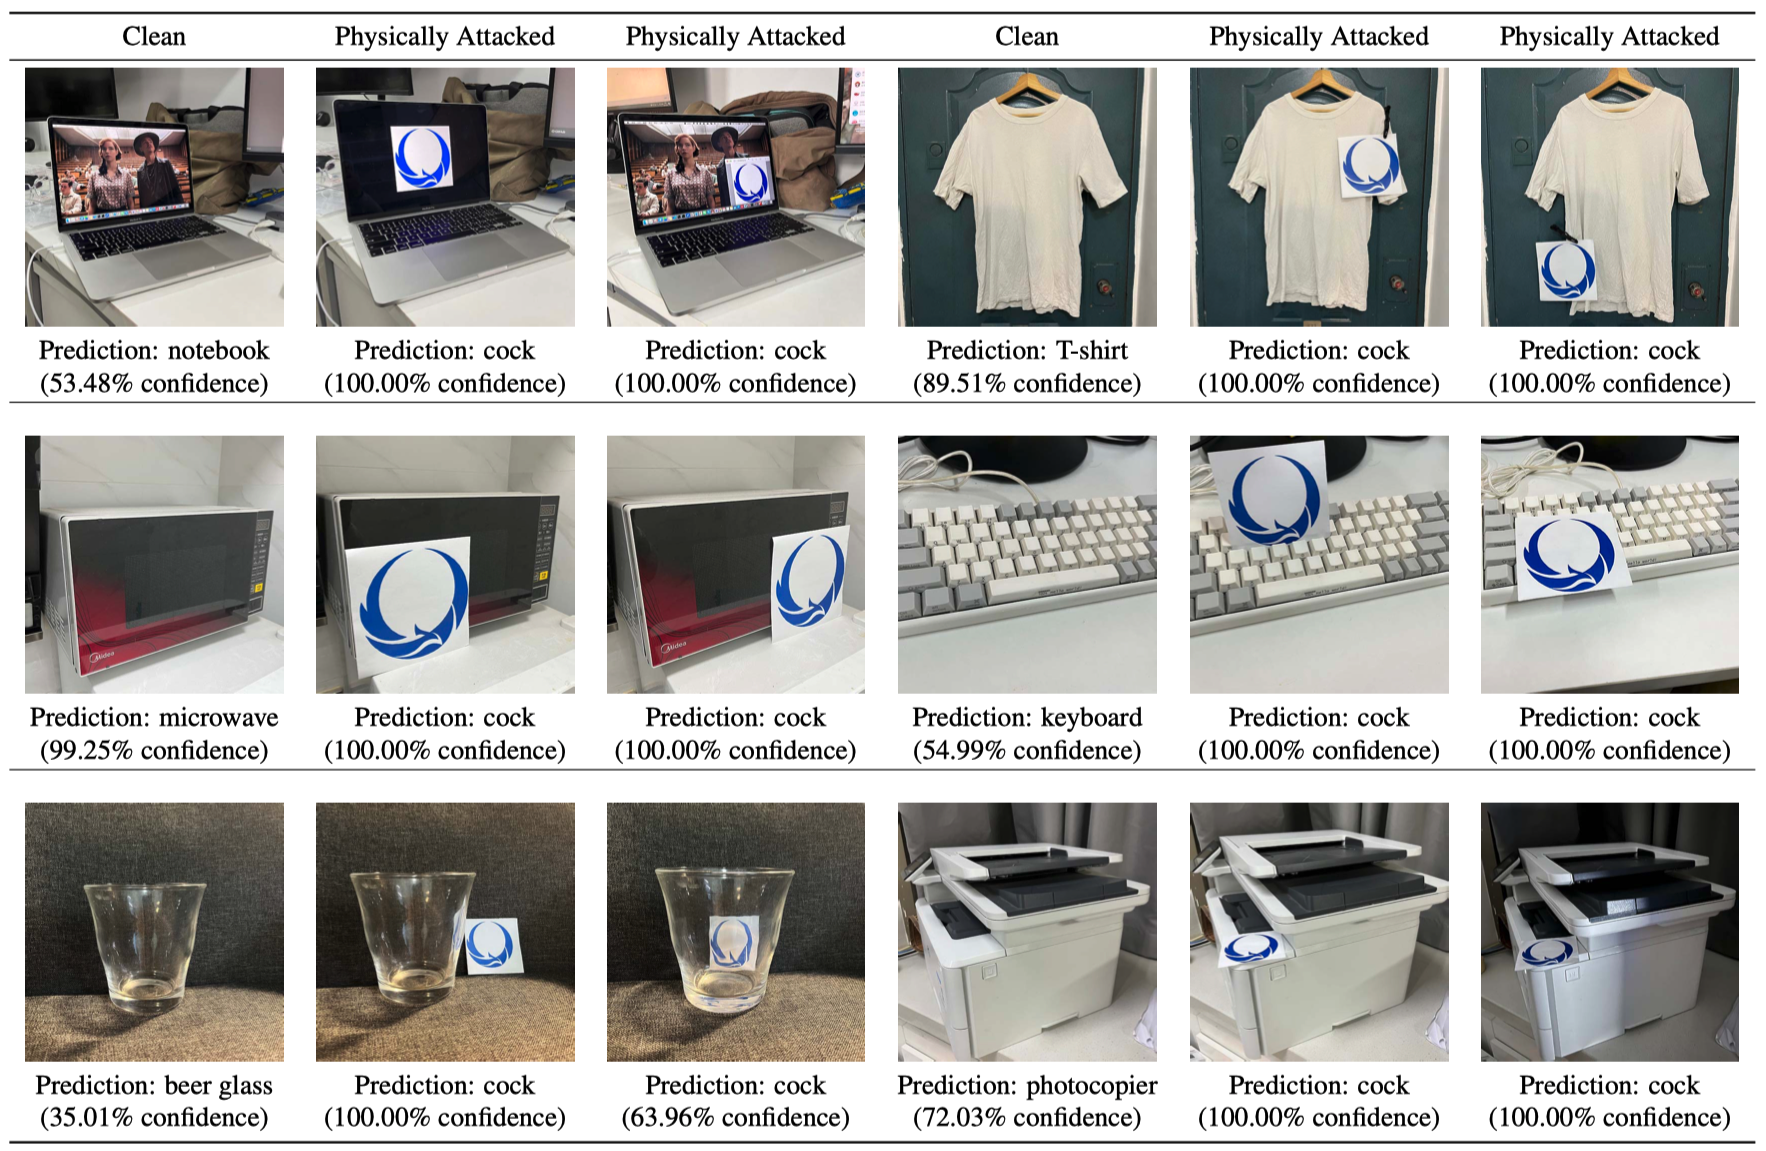 Clean Physically Attacked Physically Attacked Clean Physically Attacked Physically Attacked
Prediction: notebook Prediction: cock Prediction: cock Prediction: T-shirt Prediction: cock Prediction: cock
(53.48% confidence) (100.00% confidence) (100.00% confidence) (89.51% confidence) (100.00% confidence) (100.00% confidence)
Midea Midea
Prediction: microwave Prediction: cock Prediction: cock Prediction: keyboard Prediction: cock Prediction: cock
(99.25% confidence) (100.00% confidence) (100.00% confidence) (54.99% confidence) (100.00% confidence) (100.00% confidence)
Prediction: beer glass Prediction: cock Prediction: cock Prediction: photocopier Prediction: cock Prediction: cock
(35.01% confidence) (100.00% confidence) (63.96% confidence) (72.03% confidence) (100.00% confidence) (100.00% confidence)